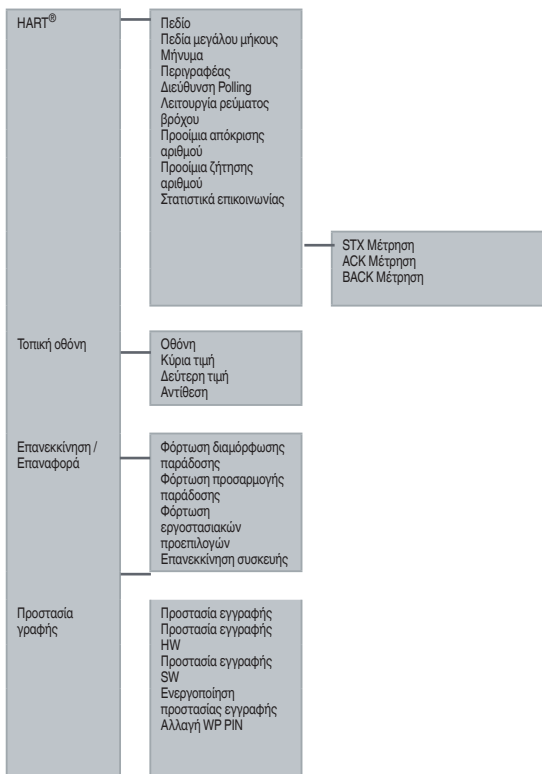 HART®
Πεδίο
Πεδία μεγάλου μήκους
Μήνυμα
Περιγραφέας
Διεύθυνση Polling
Λειτουργία ρεύματος
βρόχου
Προοίμια απόκρισης
αριθμού
Προοίμια ζήτησης
αριθμού
Στατιστικά επικοινωνίας
STX Μέτρηση
ACK Μέτρηση
BACK Μέτρηση
Τοπική οθόνη
Οθόνη
Κύρια τιμή
Δεύτερη τιμή
Αντίθεση
Επανεκκίνηση /
Επαναφορά
Φόρτωση διαμόρφωσης
παράδοσης
Φόρτωση προσαρμογής
παράδοσης
Φόρτωση
εργοστασιακών
προεπιλογών
Επανεκκίνηση συσκευής
Προστασία
γραφής
Προστασία εγγραφής
Προστασία εγγραφής
HW
Προστασία εγγραφής
SW
Ενεργοποίηση
προστασίας εγγραφής
Αλλαγή WP PIN